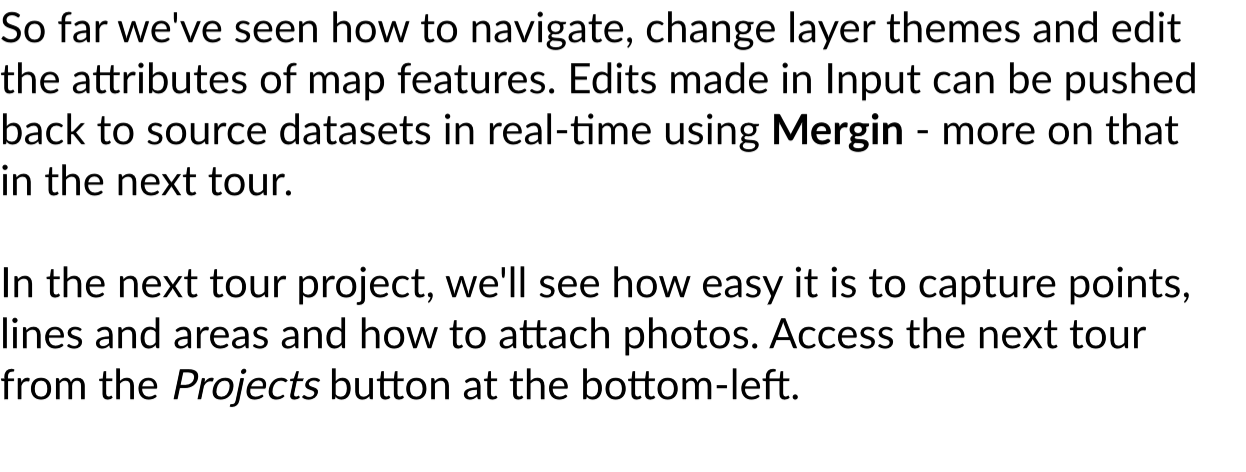 So far we've seen how to navigate, change layer themes and edit
the attributes of map features. Edits made in Input can be pushed
back to source datasets in real-time using Mergin - more on that
in the next tour.
In the next tour project, we'll see how easy it is to capture points,
lines and areas and how to attach photos. Access the next tour
from the Projects button at the bottom-left.